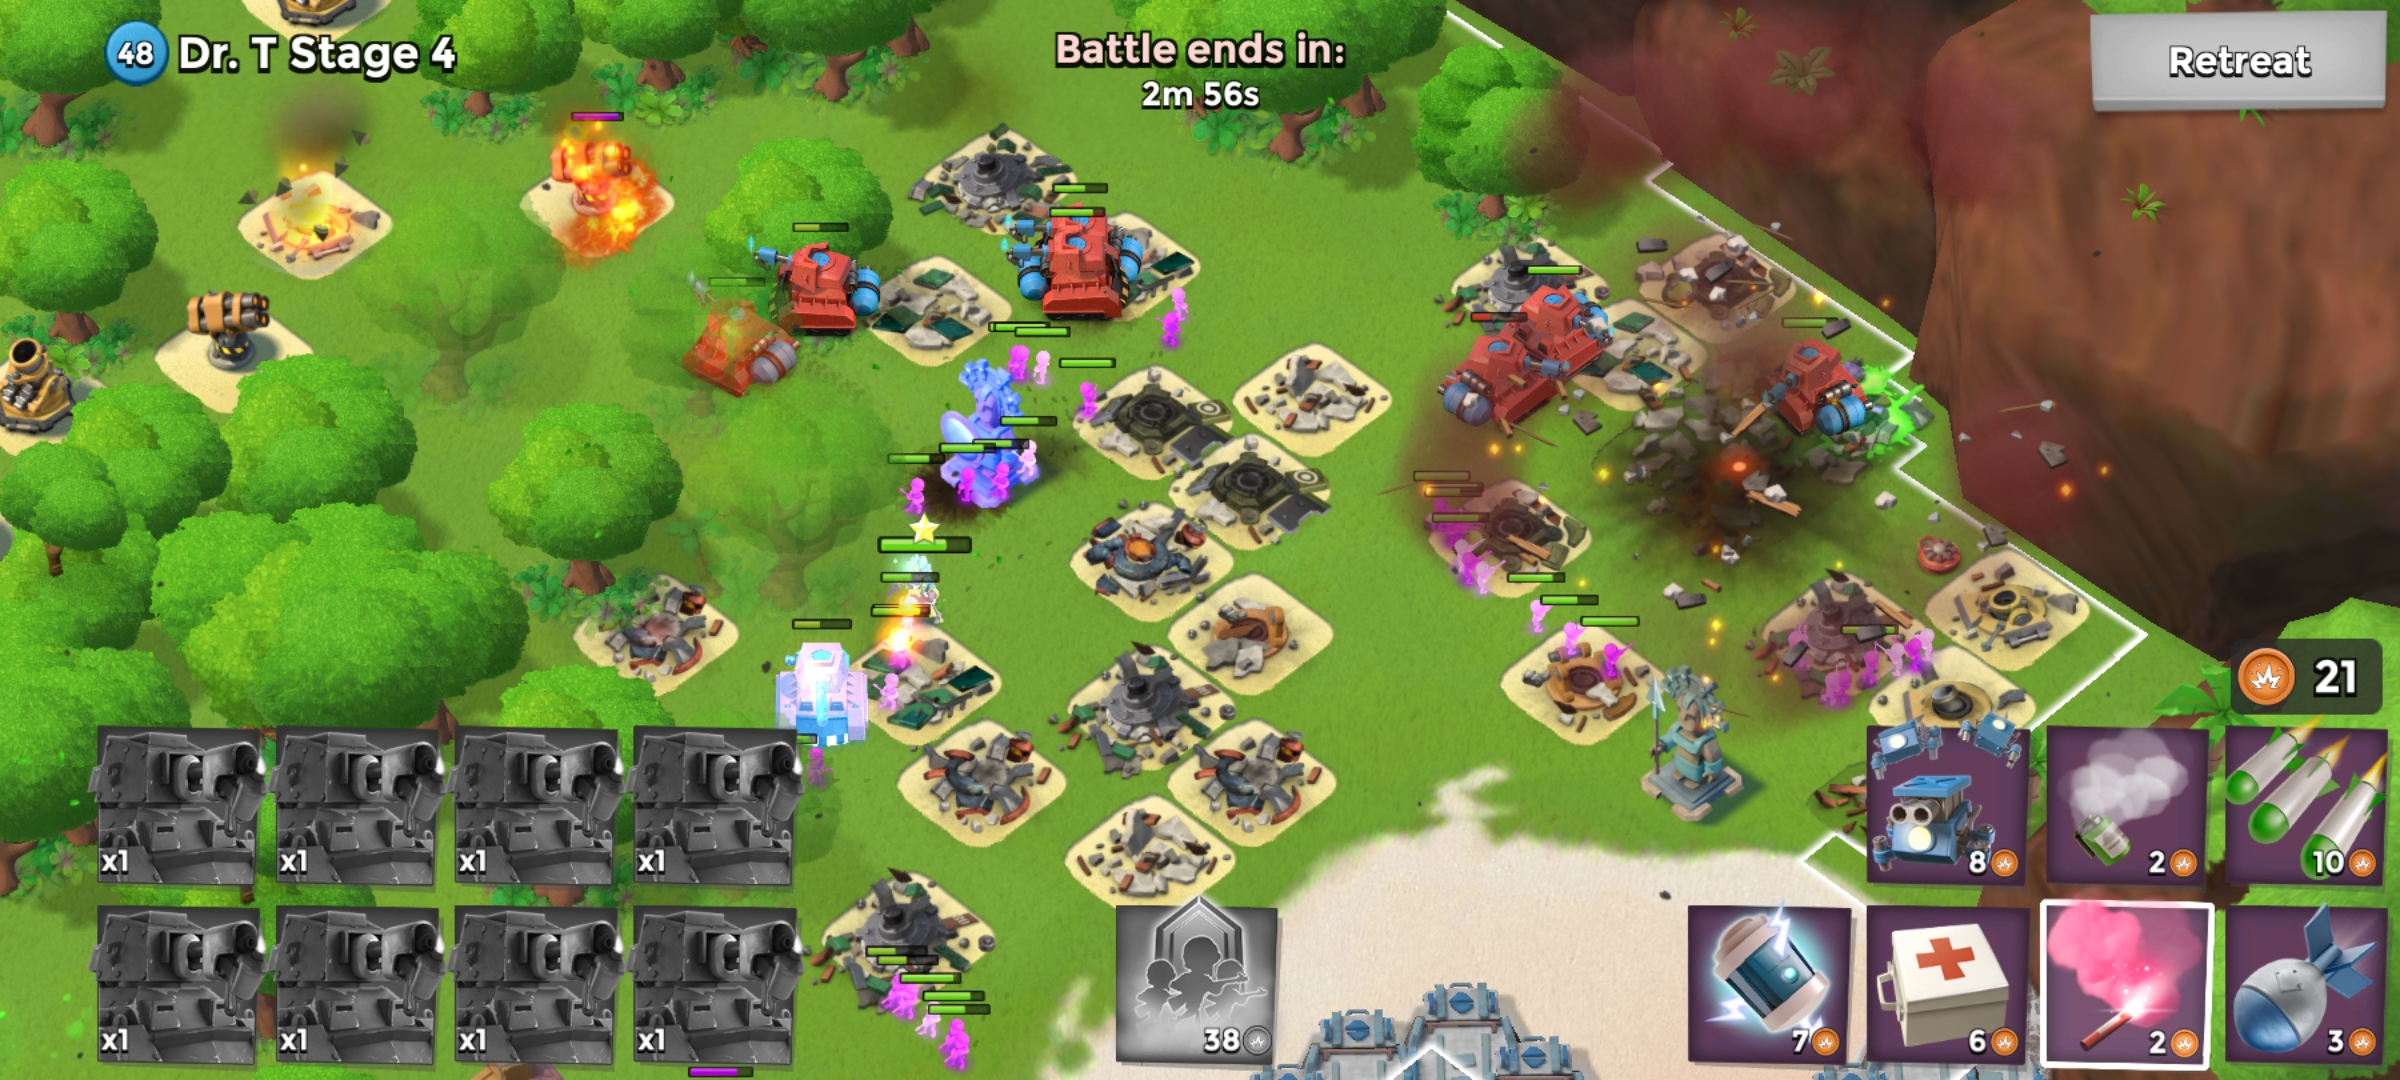 48 Dr. T Stage 4
Battle ends in:
2m 56s
Retreat
21
x1 x1 x1 x1
8 2 10
x1 x1 x1 x1
38 7 6 2 3